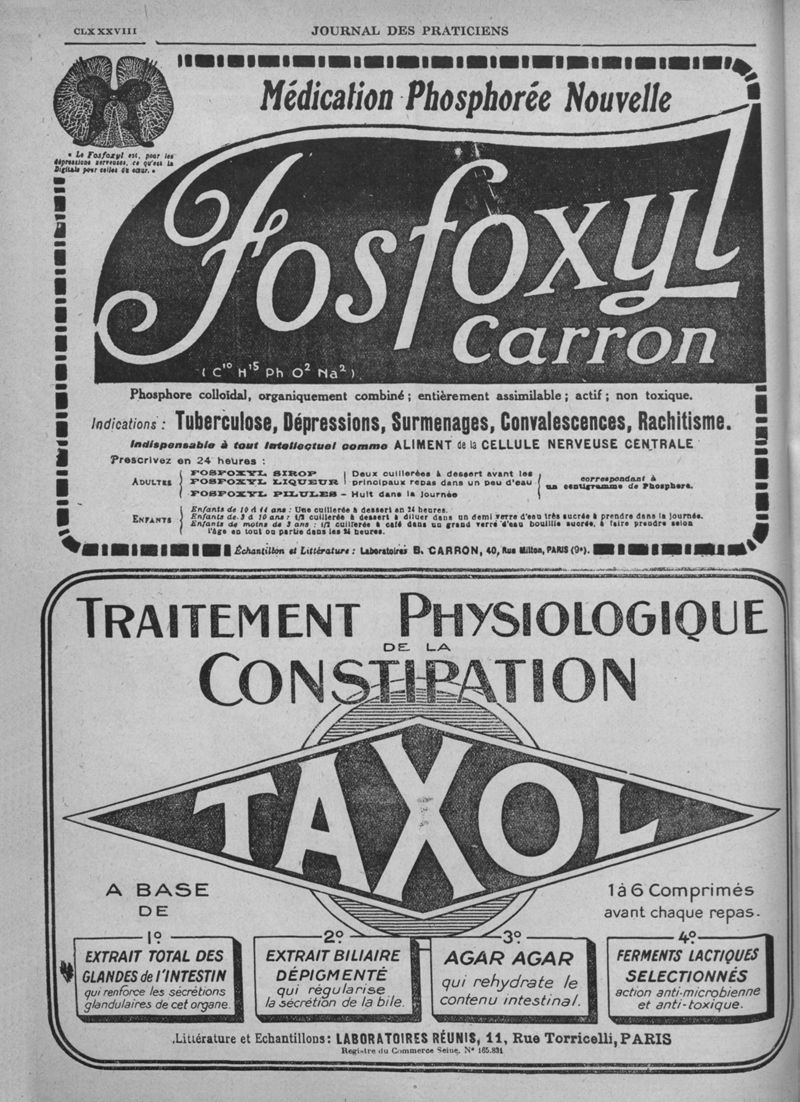 CLXXXVIII
JOURNAL DES PRATICIENS
Médication Phosphorée Nouvelle
« Le Fosfoxyl est, pour les
dépressions nerveuses, ce qu'est la
Digitale pour celles du cœur. »
Fosfoxyl
Carron
(C¹⁰ H¹⁵ Ph O² Na²)
Phosphore colloïdal, organiquement combiné ; entièrement assimilable ; actif ; non toxique.
Indications : Tuberculose, Dépressions, Surmenages, Convalescences, Rachitisme.
Indispensable à tout Intellectuel comme ALIMENT de la CELLULE NERVEUSE CENTRALE
Prescrivez en 24 heures :
ADULTES
FOSFOXYL SIROP
FOSFOXYL LIQUEUR
Deux cuillerées à dessert avant les
principaux repas dans un peu d'eau
FOSFOXYL PILULES – Huit dans la journée
correspondant à
un centigramme de Phosphore.
ENFANTS
Enfants de 10 à 14 ans : Une cuillerée à dessert en 24 heures.
Enfants de 3 à 10 ans : 1/2 cuillerée à dessert à diluer dans un demi verre d'eau très sucrée à prendre dans la journée.
Enfants de moins de 3 ans : 1/2 cuillerée à café dans un grand verre d'eau bouillie sucrée, à faire prendre selon
l'âge en tout ou partie dans les 24 heures.
Échantillon et Littérature : Laboratoires B. CARRON, 40, Rue Milton, PARIS (9e).
TRAITEMENT PHYSIOLOGIQUE
DE LA
CONSTIPATION
TAXOL
A BASE
DE
1 à 6 Comprimés
avant chaque repas.
1º
EXTRAIT TOTAL DES
GLANDES de l'INTESTIN
qui renforce les sécrétions
glandulaires de cet organe.
2º
EXTRAIT BILIAIRE
DÉPIGMENTÉ
qui régularise
la sécrétion de la bile.
3º
AGAR AGAR
qui rehydrate le
contenu intestinal.
4º
FERMENTS LACTIQUES
SELECTIONNÉS
action anti-microbienne
et anti-toxique.
Littérature et Echantillons : LABORATOIRES RÉUNIS, 11, Rue Torricelli, PARIS
Registre du Commerce Seine, Nº 165.831